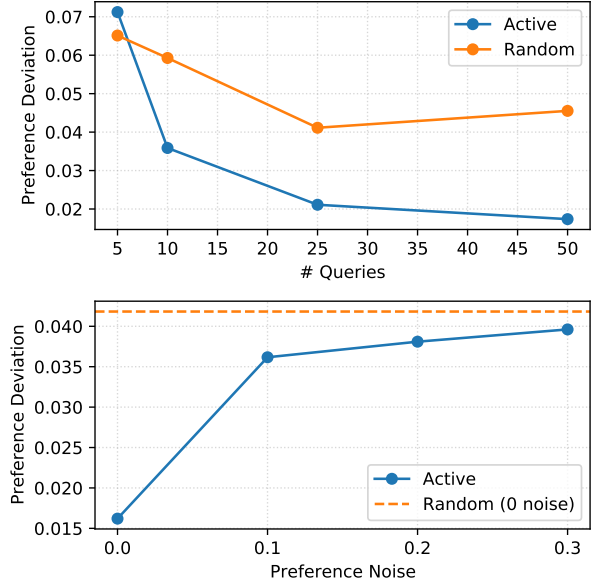 Preference Deviation
0.07
0.06
0.05
0.04
0.03
0.02
Active
Random
5 10 15 20 25 30 35 40 45 50
# Queries
Preference Deviation
0.040
0.035
0.030
0.025
0.020
0.015
Active
Random (0 noise)
0.0 0.1 0.2 0.3
Preference Noise